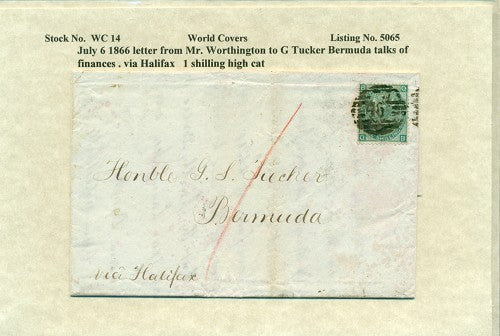 Stock No. WC 14 World Covers Listing No. 5065
July 6 1866 letter from Mr. Worthington to G Tucker Bermuda talks of
finances . via Halifax 1 shilling high cat
Honble G. S. Tucker
Bermuda
via Halifax